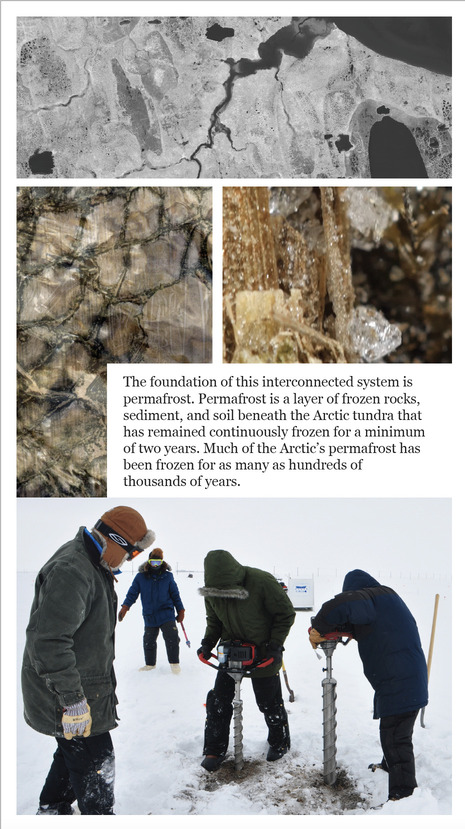 The foundation of this interconnected system is
permafrost. Permafrost is a layer of frozen rocks,
sediment, and soil beneath the Arctic tundra that
has remained continuously frozen for a minimum
of two years. Much of the Arctic’s permafrost has
been frozen for as many as hundreds of
thousands of years.